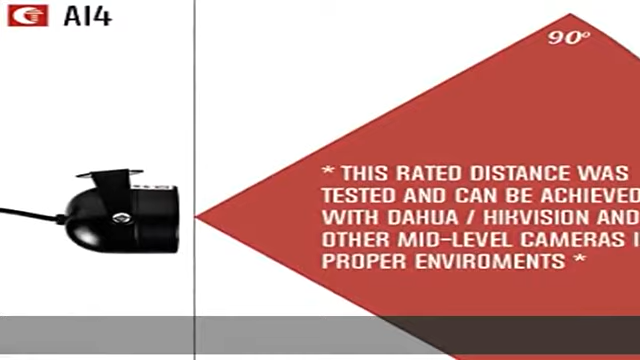 AI4
90°
* THIS RATED DISTANCE WAS
TESTED AND CAN BE ACHIEVED
WITH DAHUA / HIKVISION AND
OTHER MID-LEVEL CAMERAS I
PROPER ENVIROMENTS *